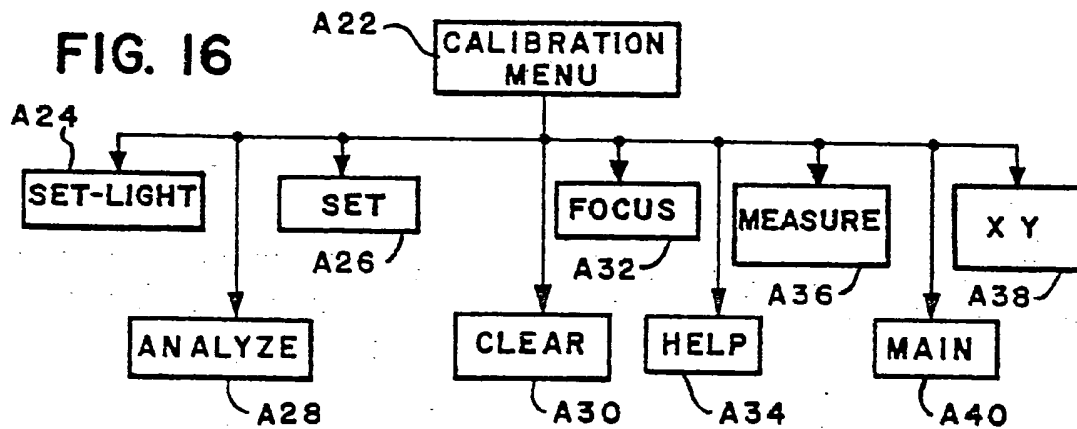 FIG. 16
A22
CALIBRATION
MENU
A24
SET-LIGHT
SET
A26
FOCUS
A32
MEASURE
A36
X Y
A38
ANALYZE
A28
CLEAR
A30
HELP
A34
MAIN
A40